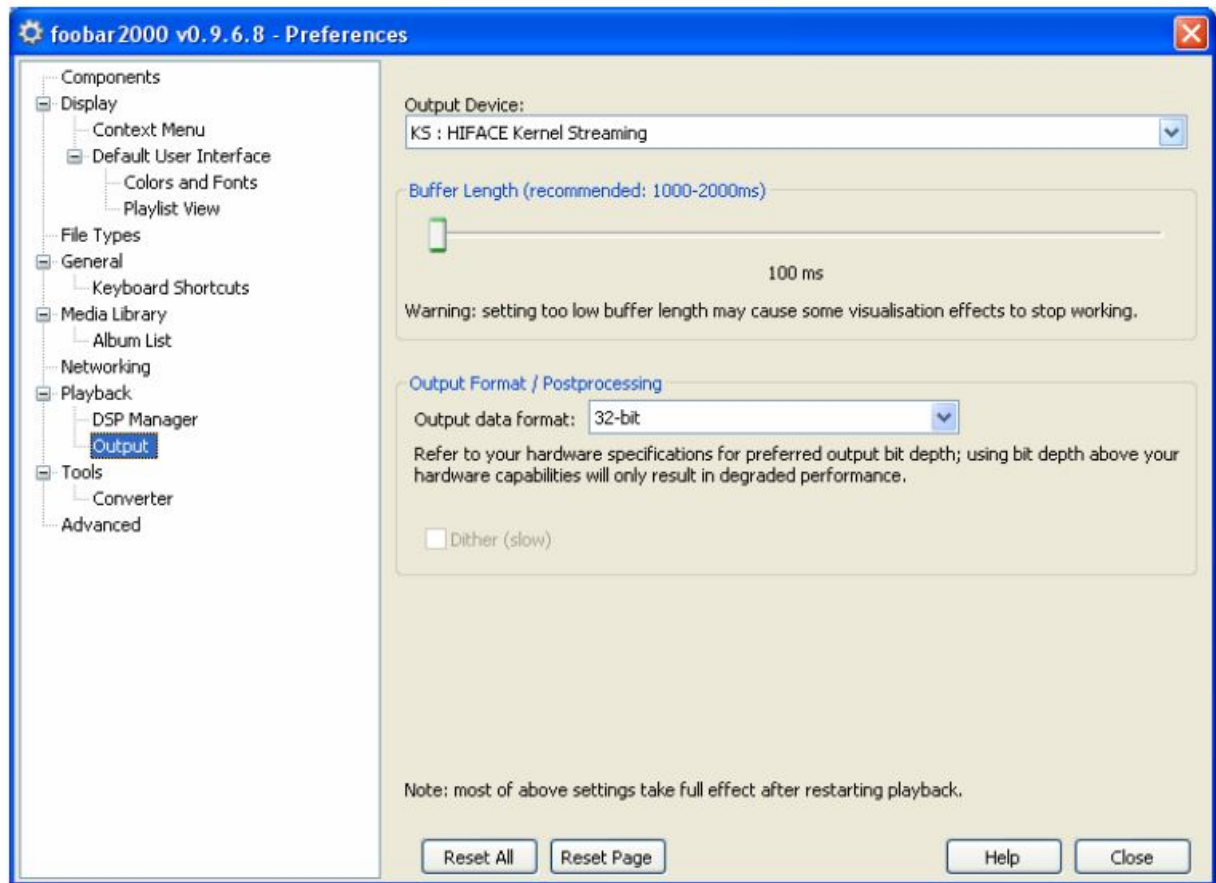 foobar2000 v0.9.6.8 - Preferences
Components
Display
Context Menu
Default User Interface
Colors and Fonts
Playlist View
File Types
General
Keyboard Shortcuts
Media Library
Album List
Networking
Playback
DSP Manager
Output
Tools
Converter
Advanced
Output Device:
KS : HIFACE Kernel Streaming
Buffer Length (recommended: 1000-2000ms)
100 ms
Warning: setting too low buffer length may cause some visualisation effects to stop working.
Output Format / Postprocessing
Output data format: 32-bit
Refer to your hardware specifications for preferred output bit depth; using bit depth above your
hardware capabilities will only result in degraded performance.
Dither (slow)
Note: most of above settings take full effect after restarting playback.
Reset All Reset Page Help Close